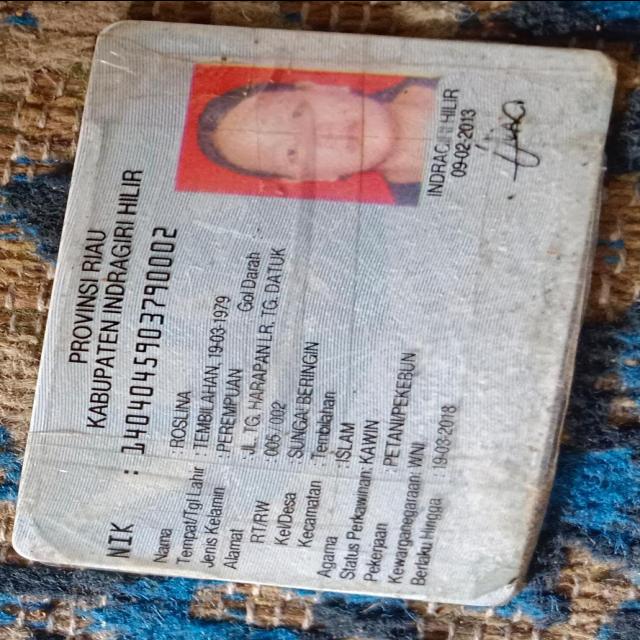 PROVINSI RIAU
KABUPATEN INDRAGIRI HILIR
NIK : 1404045903790002
Nama : ROSLINA
Tempat/Tgl Lahir : TEMBILAHAN, 19-03-1979
Jenis Kelamin : PEREMPUAN Gol Darah
Alamat : JL. TG. HARAPAN LR. TG. DATUK
RT/RW : 005 / 002
Kel/Desa : SUNGAI BERINGIN
Kecamatan : Tembilahan
Agama : ISLAM
Status Perkawinan: KAWIN
Pekerjaan : PETANI/PEKEBUN
Kewarganegaraan: WNI
Berlaku Hingga : 19-03-2018
INDRAGIRI HILIR
09-02-2013